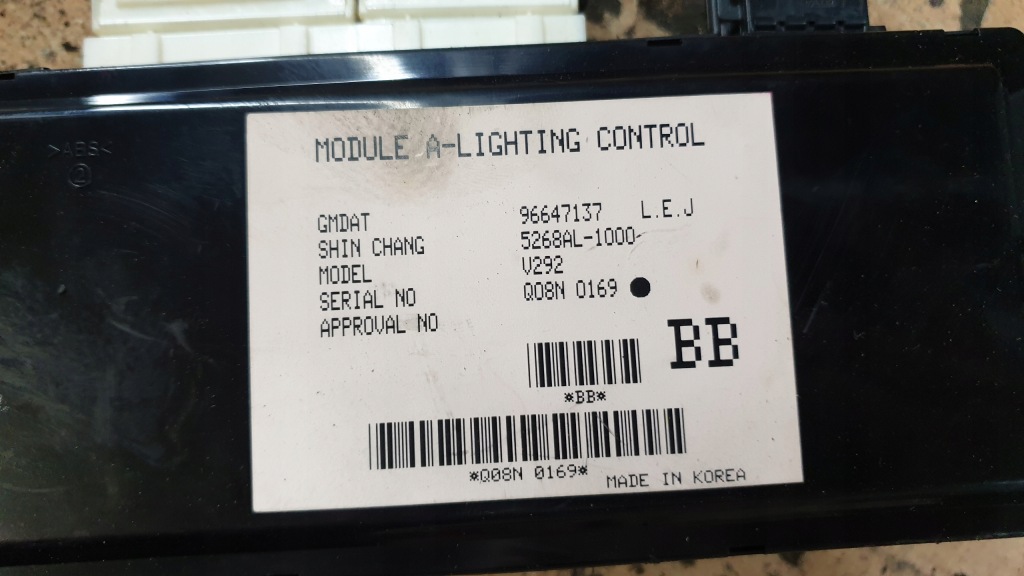 >ABS<
MODULE A-LIGHTING CONTROL
GMDAT 96647137 L.E.J
SHIN CHANG 5268AL-1000
MODEL V292
SERIAL NO Q08N 0169
APPROVAL NO
BB
*BB*
*Q08N 0169*
MADE IN KOREA